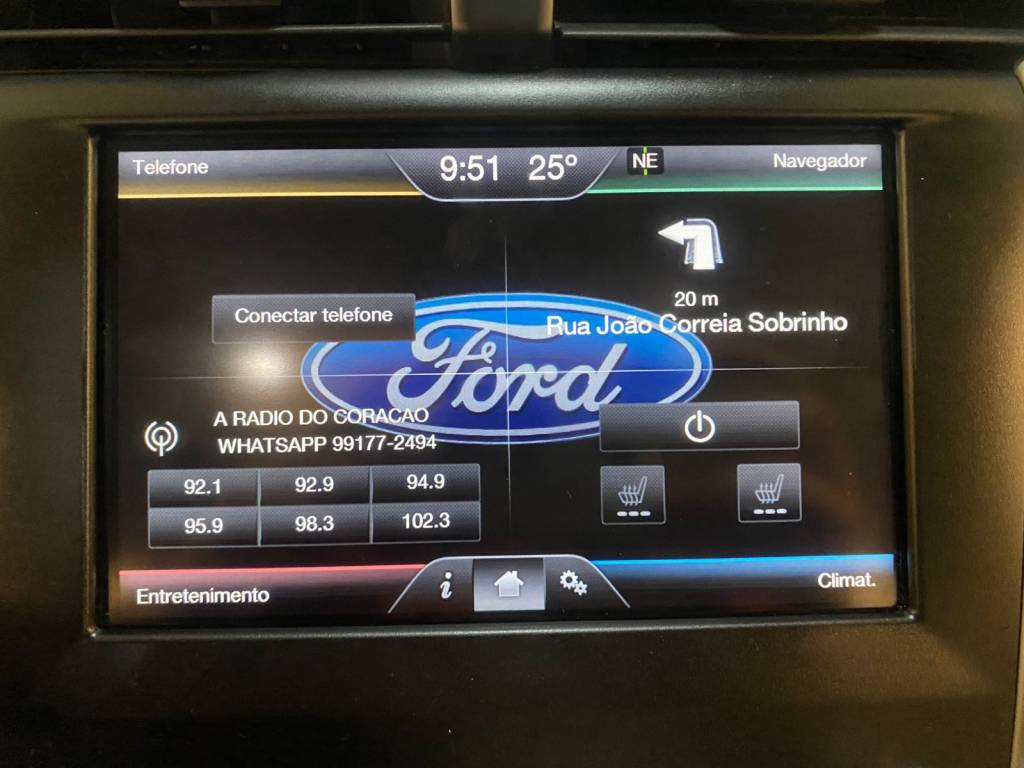 Telefone
9:51 25º
NE
Navegador
20 m
Rua João Correia Sobrinho
Conectar telefone
Ford
A RADIO DO CORACAO
WHATSAPP 99177-2494
92.1 92.9 94.9
95.9 98.3 102.3
Entretenimento
i
Climat.